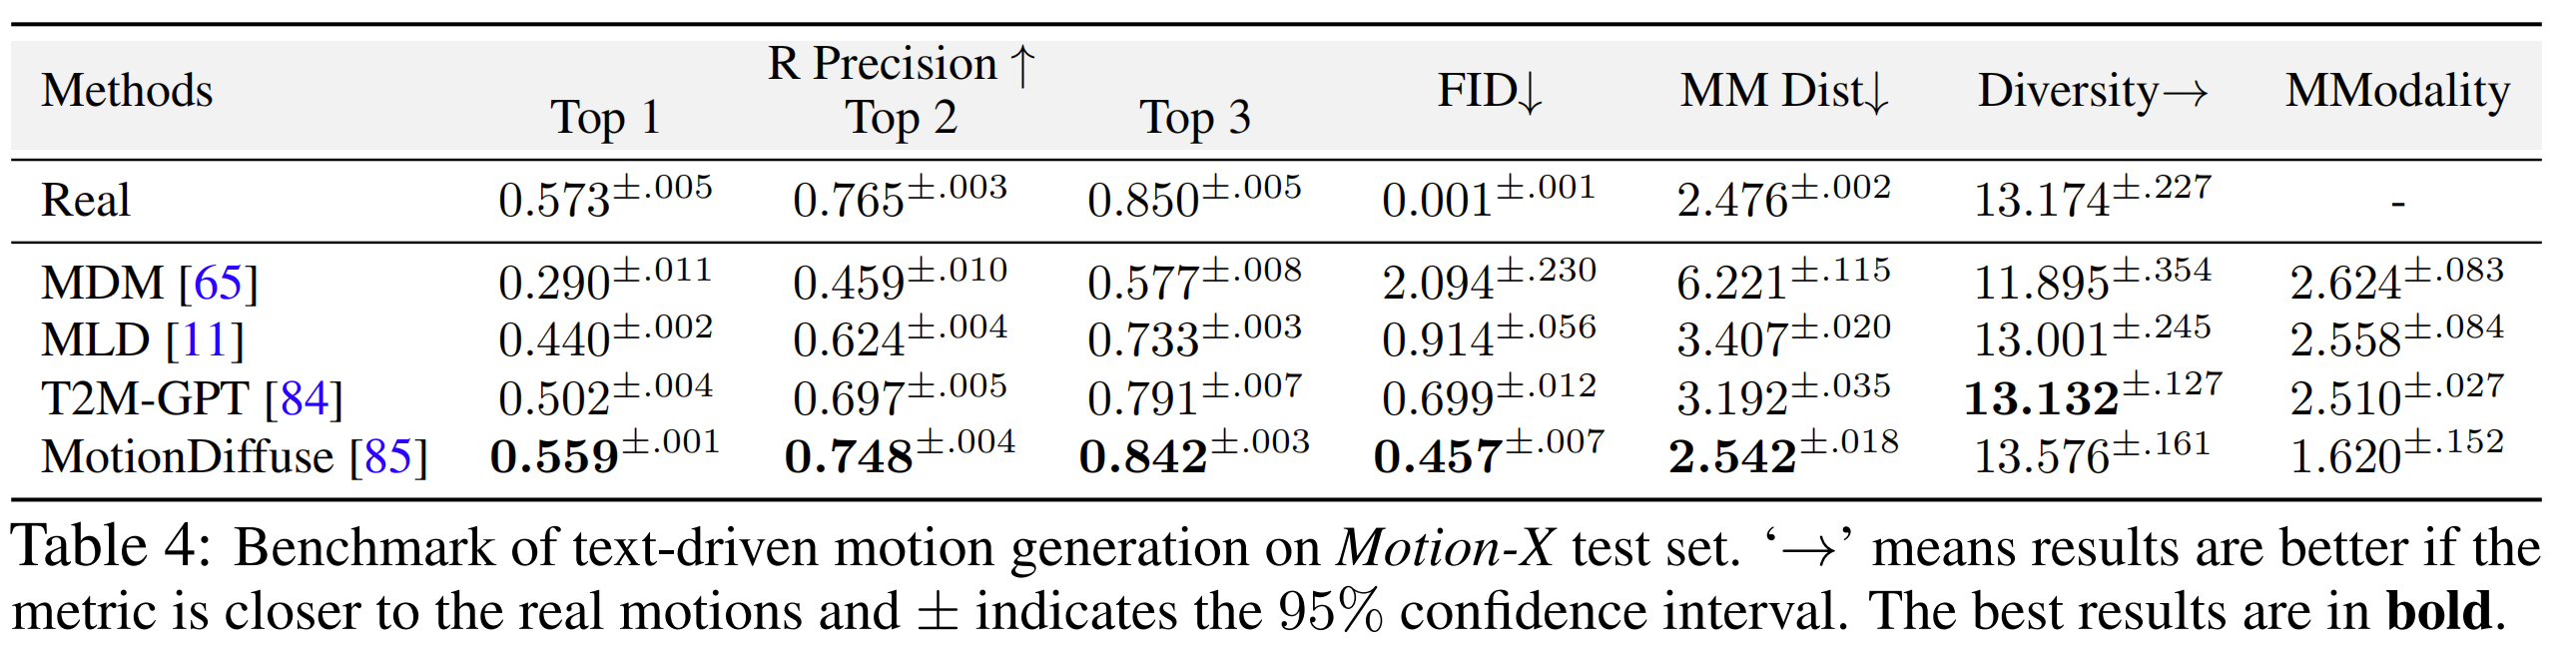 Methods R Precision ↑ FID↓ MM Dist↓ Diversity→ MModality
Top 1 Top 2 Top 3
Real 0.573±.005 0.765±.003 0.850±.005 0.001±.001 2.476±.002 13.174±.227 -
MDM [65] 0.290±.011 0.459±.010 0.577±.008 2.094±.230 6.221±.115 11.895±.354 2.624±.083
MLD [11] 0.440±.002 0.624±.004 0.733±.003 0.914±.056 3.407±.020 13.001±.245 2.558±.084
T2M-GPT [84] 0.502±.004 0.697±.005 0.791±.007 0.699±.012 3.192±.035 13.132±.127 2.510±.027
MotionDiffuse [85] 0.559±.001 0.748±.004 0.842±.003 0.457±.007 2.542±.018 13.576±.161 1.620±.152
Table 4: Benchmark of text-driven motion generation on Motion-X test set. ‘→’ means results are better if the
metric is closer to the real motions and ± indicates the 95% confidence interval. The best results are in bold.